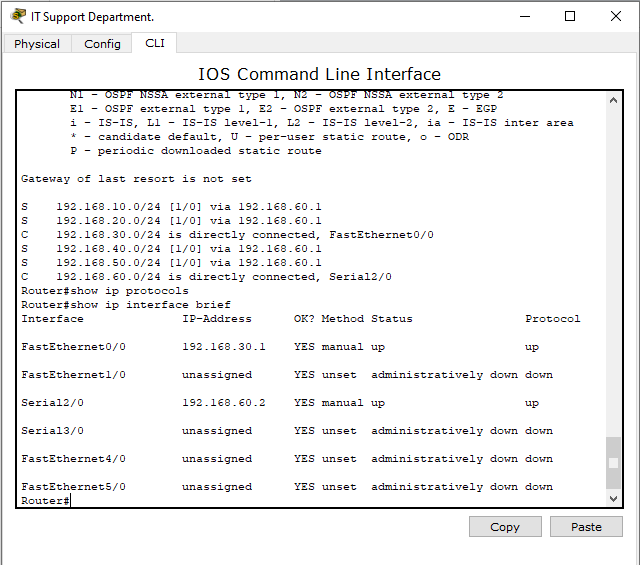 IT Support Department.
Physical Config CLI
IOS Command Line Interface
N1 - OSPF NSSA external type 1, N2 - OSPF NSSA external type 2
E1 - OSPF external type 1, E2 - OSPF external type 2, E - EGP
i - IS-IS, L1 - IS-IS level-1, L2 - IS-IS level-2, ia - IS-IS inter area
* - candidate default, U - per-user static route, o - ODR
P - periodic downloaded static route
Gateway of last resort is not set
S    192.168.10.0/24 [1/0] via 192.168.60.1
S    192.168.20.0/24 [1/0] via 192.168.60.1
C    192.168.30.0/24 is directly connected, FastEthernet0/0
S    192.168.40.0/24 [1/0] via 192.168.60.1
S    192.168.50.0/24 [1/0] via 192.168.60.1
C    192.168.60.0/24 is directly connected, Serial2/0
Router#show ip protocols
Router#show ip interface brief
Interface              IP-Address      OK? Method Status                Protocol
FastEthernet0/0        192.168.30.1    YES manual up                    up
FastEthernet1/0        unassigned      YES unset  administratively down down
Serial2/0              192.168.60.2    YES manual up                    up
Serial3/0              unassigned      YES unset  administratively down down
FastEthernet4/0        unassigned      YES unset  administratively down down
FastEthernet5/0        unassigned      YES unset  administratively down down
Router#
Copy Paste